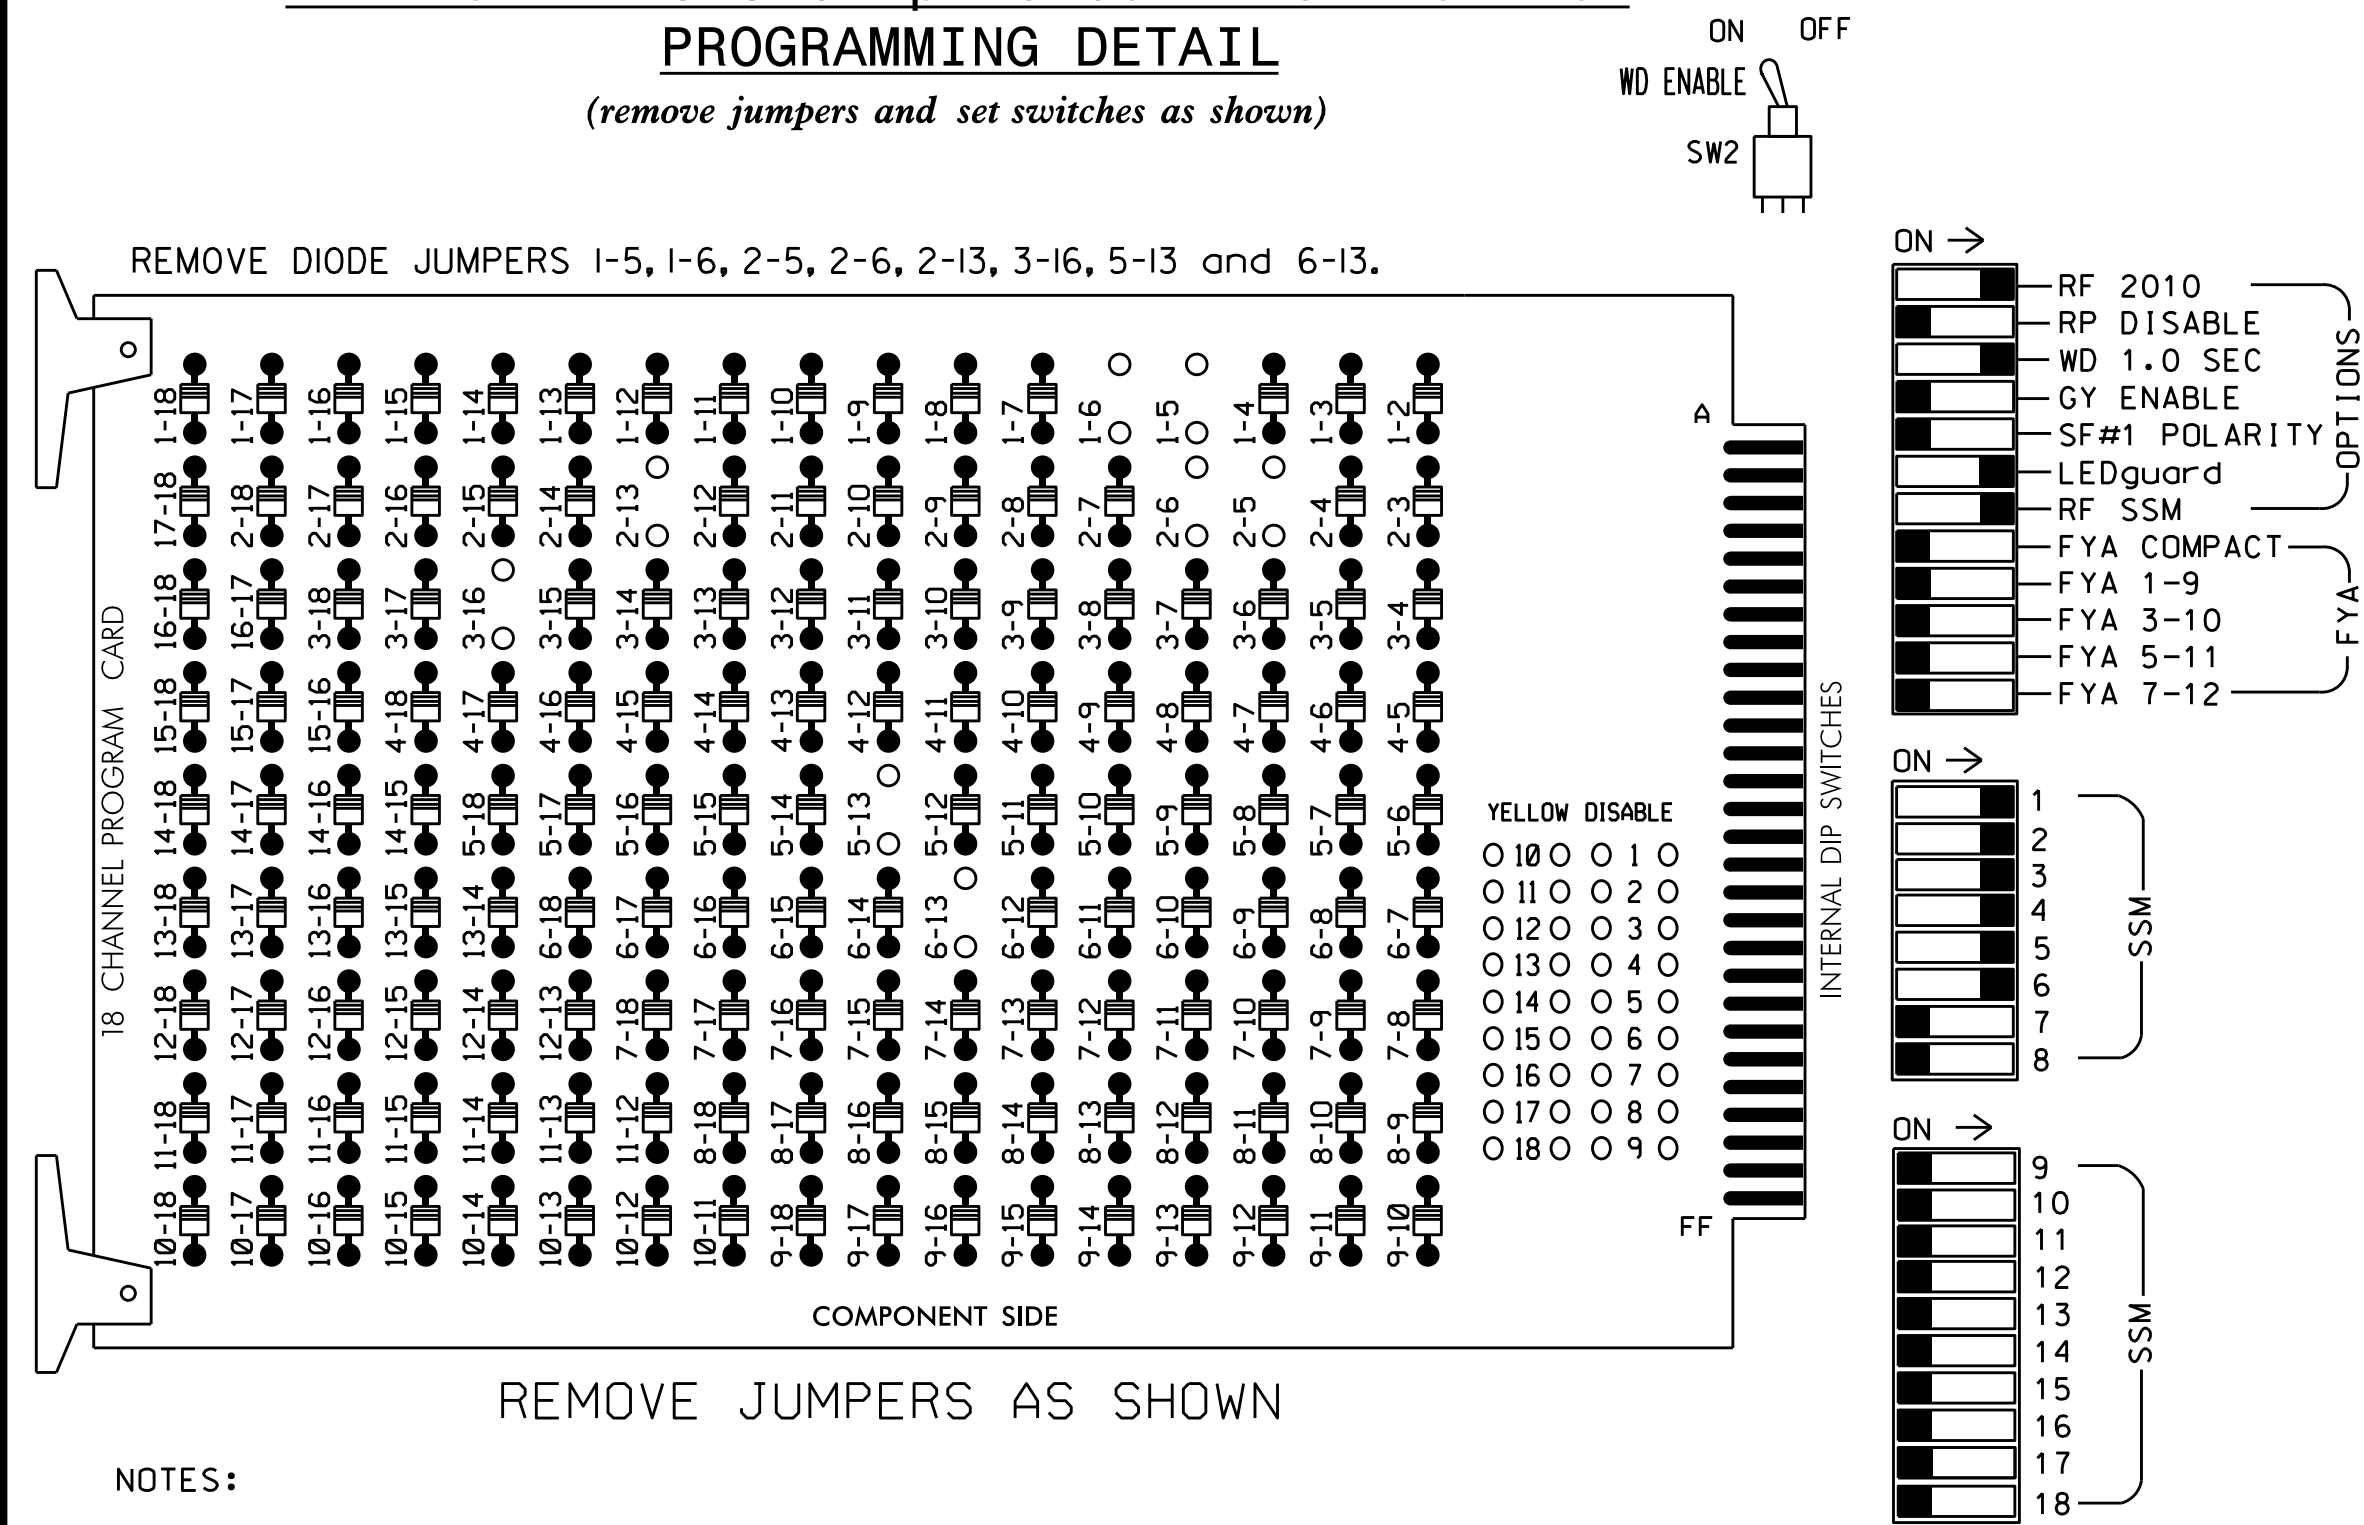 PROGRAMMING DETAIL
(remove jumpers and set switches as shown)
ON OFF
WD ENABLE
SW2
REMOVE DIODE JUMPERS 1-5, 1-6, 2-5, 2-6, 2-13, 3-16, 5-13 and 6-13.
1-18 1-17 1-16 1-15 1-14 1-13 1-12 1-11 1-10 1-9 1-8 1-7 1-6 1-5 1-4 1-3 1-2
17-18 2-18 2-17 2-16 2-15 2-14 2-13 2-12 2-11 2-10 2-9 2-8 2-7 2-6 2-5 2-4 2-3
16-18 16-17 3-18 3-17 3-16 3-15 3-14 3-13 3-12 3-11 3-10 3-9 3-8 3-7 3-6 3-5 3-4
15-18 15-17 15-16 4-18 4-17 4-16 4-15 4-14 4-13 4-12 4-11 4-10 4-9 4-8 4-7 4-6 4-5
14-18 14-17 14-16 14-15 5-18 5-17 5-16 5-15 5-14 5-13 5-12 5-11 5-10 5-9 5-8 5-7 5-6
13-18 13-17 13-16 13-15 13-14 6-18 6-17 6-16 6-15 6-14 6-13 6-12 6-11 6-10 6-9 6-8 6-7
12-18 12-17 12-16 12-15 12-14 12-13 7-18 7-17 7-16 7-15 7-14 7-13 7-12 7-11 7-10 7-9 7-8
11-18 11-17 11-16 11-15 11-14 11-13 11-12 8-18 8-17 8-16 8-15 8-14 8-13 8-12 8-11 8-10 8-9
10-18 10-17 10-16 10-15 10-14 10-13 10-12 10-11 9-18 9-17 9-16 9-15 9-14 9-13 9-12 9-11 9-10
18 CHANNEL PROGRAM CARD
A
FF
YELLOW DISABLE
10 1
11 2
12 3
13 4
14 5
15 6
16 7
17 8
18 9
COMPONENT SIDE
INTERNAL DIP SWITCHES
REMOVE JUMPERS AS SHOWN
NOTES:
ON →
RF 2010
RP DISABLE
WD 1.0 SEC
GY ENABLE
SF#1 POLARITY
LEDguard
RF SSM
OPTIONS
FYA COMPACT
FYA 1-9
FYA 3-10
FYA 5-11
FYA 7-12
FYA
ON →
1
2
3
4
5
6
7
8
SSM
ON →
9
10
11
12
13
14
15
16
17
18
SSM